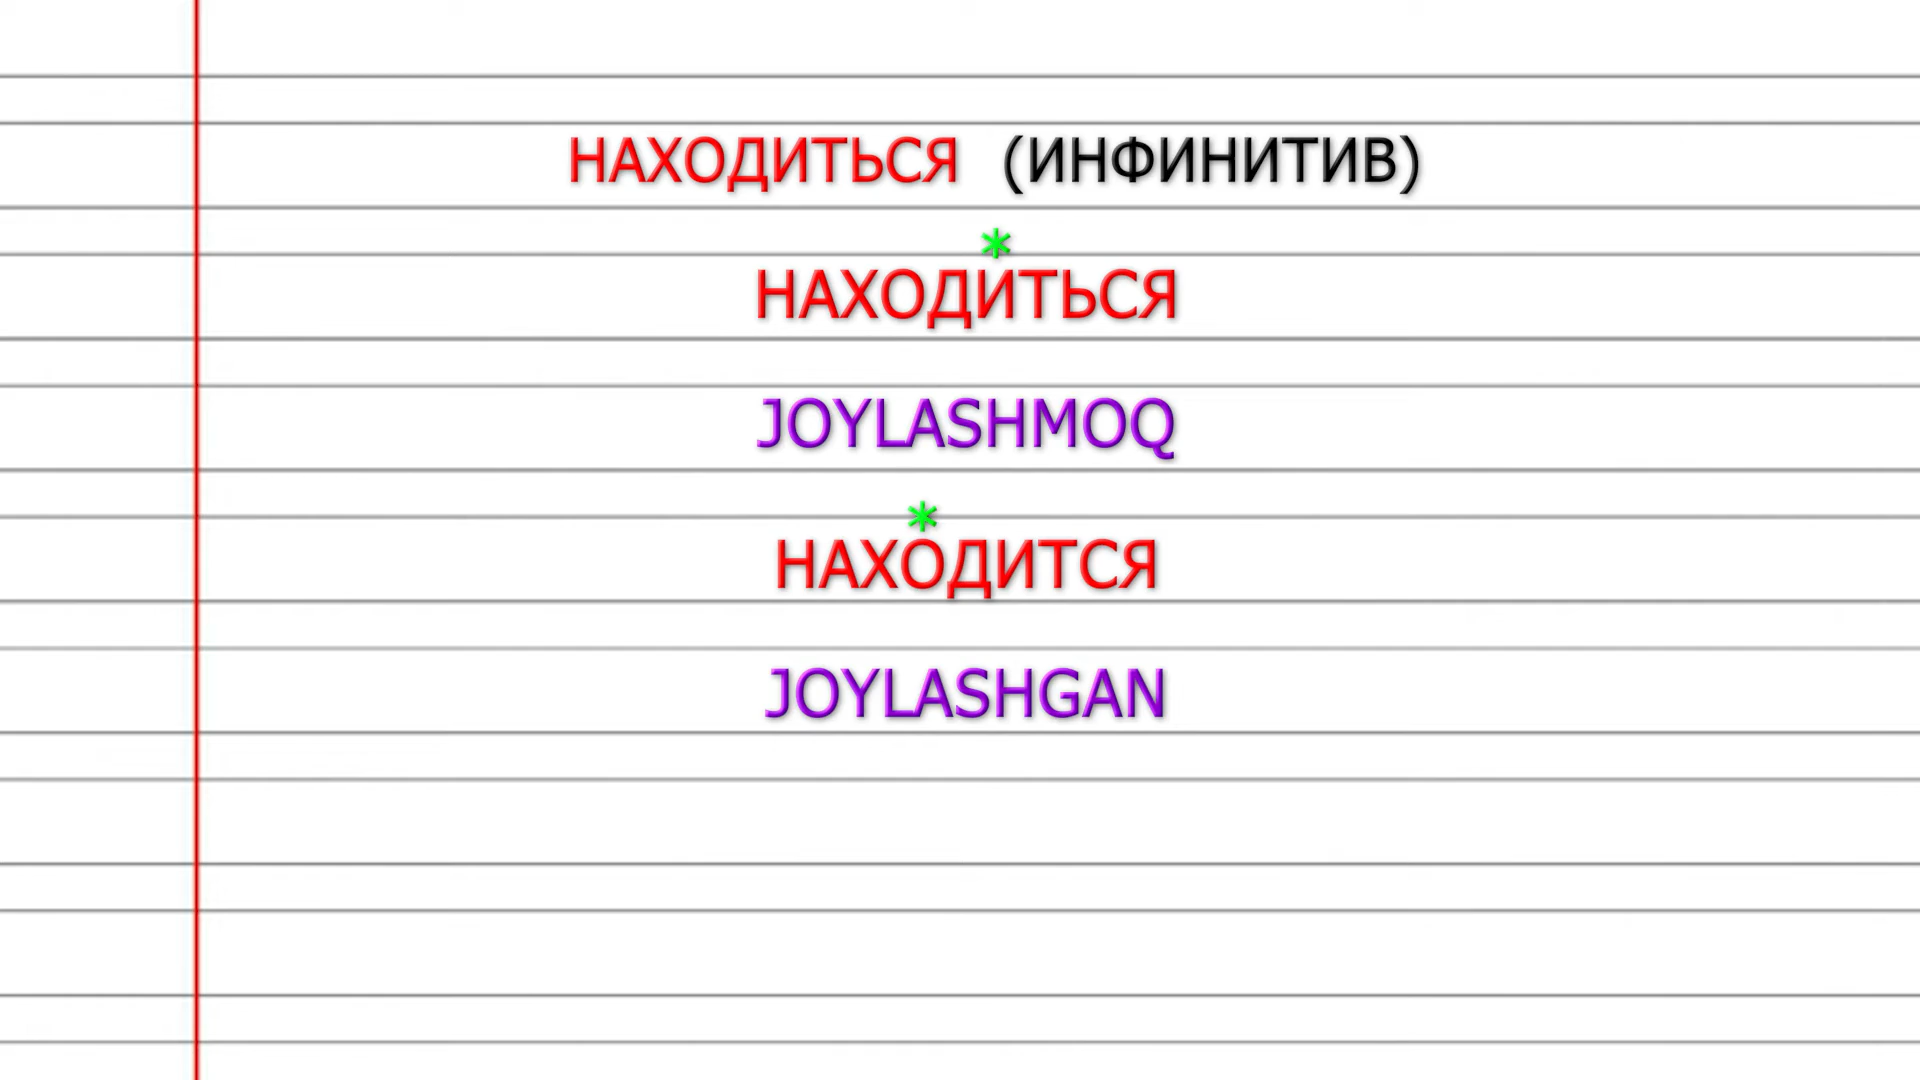 НАХОДИТЬСЯ (ИНФИНИТИВ)
*
НАХОДИТЬСЯ
JOYLASHMOQ
*
НАХОДИТСЯ
JOYLASHGAN